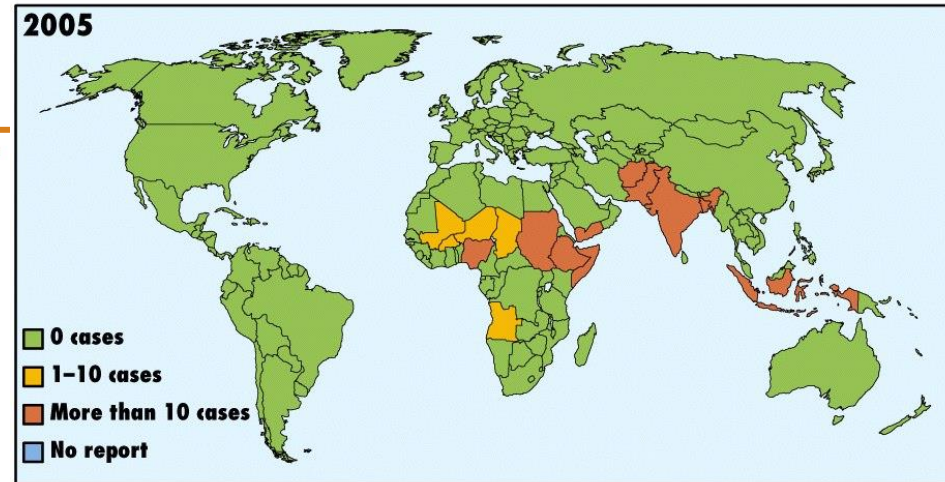 2005
0 cases
1–10 cases
More than 10 cases
No report